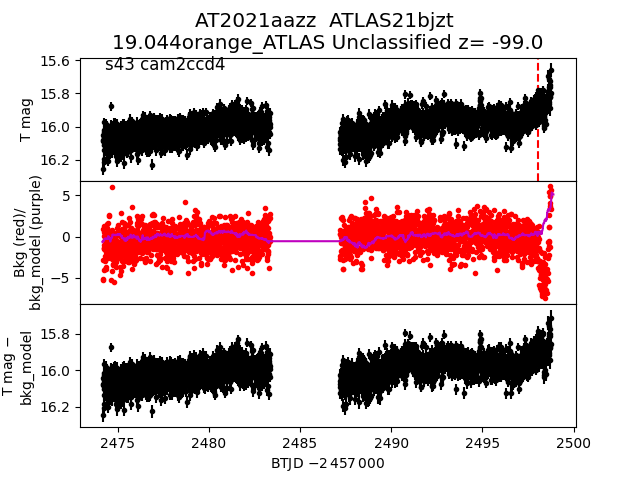 AT2021aazz  ATLAS21bjzt
19.044orange_ATLAS Unclassified z= -99.0
s43 cam2ccd4
T mag
15.6
15.8
16.0
16.2
Bkg (red)/
bkg_model (purple)
5
0
−5
T mag −
bkg_model
15.8
16.0
16.2
2475
2480
2485
2490
2495
2500
BTJD −2 457 000